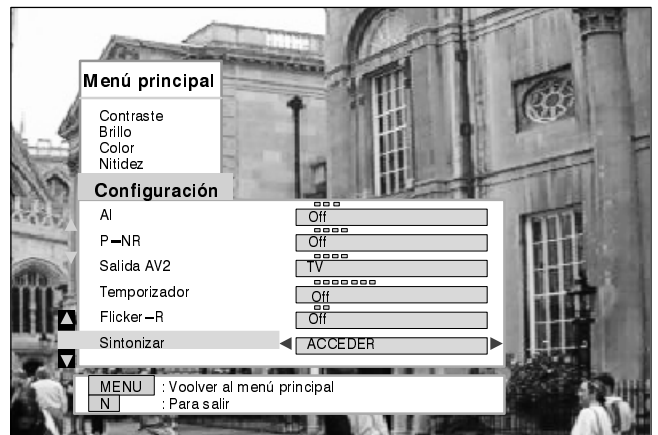 Menú principal
Contraste
Brillo
Color
Nitidez
Configuración
AI Off
P-NR Off
Salida AV2 TV
Temporizador Off
Flicker-R Off
Sintonizar ACCEDER
MENU : Voolver al menú principal
N : Para salir